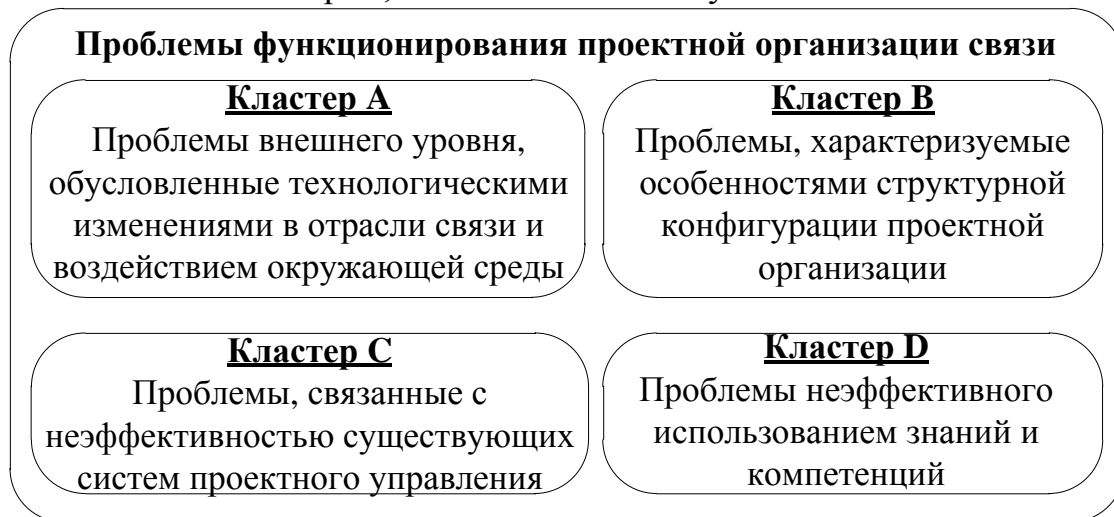 Проблемы функционирования проектной организации связи
Кластер A
Проблемы внешнего уровня,
обусловленные технологическими
изменениями в отрасли связи и
воздействием окружающей среды
Кластер B
Проблемы, характеризуемые
особенностями структурной
конфигурации проектной
организации
Кластер C
Проблемы, связанные с
неэффективностью существующих
систем проектного управления
Кластер D
Проблемы неэффективного
использованием знаний и
компетенций